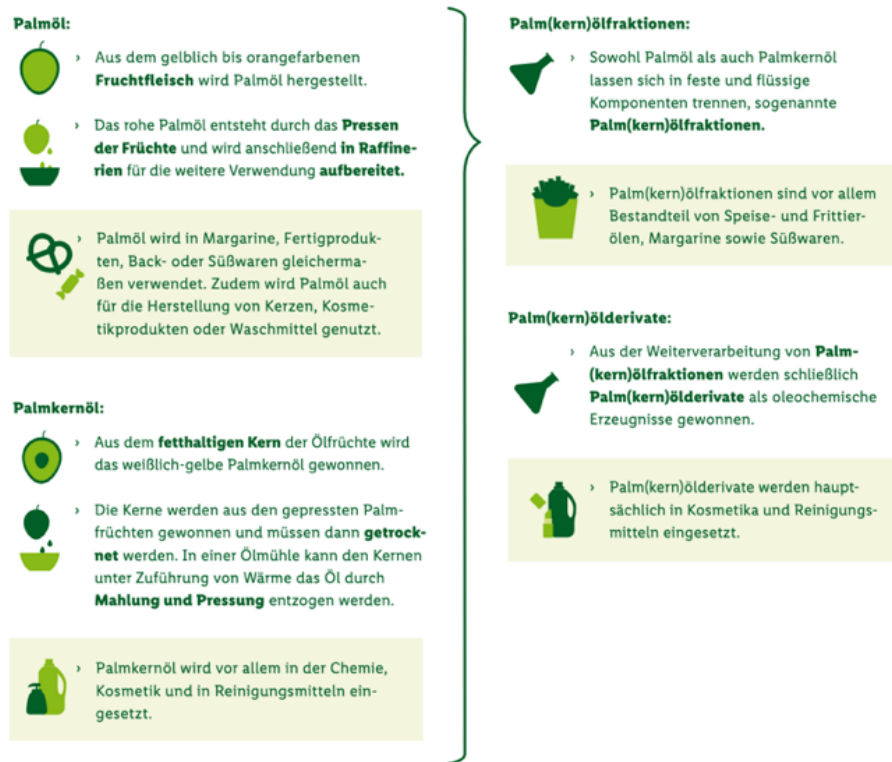 Palmöl:
› Aus dem gelblich bis orangefarbenen
Fruchtfleisch wird Palmöl hergestellt.
› Das rohe Palmöl entsteht durch das Pressen
der Früchte und wird anschließend in Raffine-
rien für die weitere Verwendung aufbereitet.
› Palmöl wird in Margarine, Fertigproduk-
ten, Back- oder Süßwaren gleicherma-
ßen verwendet. Zudem wird Palmöl auch
für die Herstellung von Kerzen, Kosme-
tikprodukten oder Waschmittel genutzt.
Palmkernöl:
› Aus dem fetthaltigen Kern der Ölfrüchte wird
das weißlich-gelbe Palmkernöl gewonnen.
› Die Kerne werden aus den gepressten Palm-
früchten gewonnen und müssen dann getrock-
net werden. In einer Ölmühle kann den Kernen
unter Zuführung von Wärme das Öl durch
Mahlung und Pressung entzogen werden.
› Palmkernöl wird vor allem in der Chemie,
Kosmetik und in Reinigungsmitteln ein-
gesetzt.
Palm(kern)ölfraktionen:
› Sowohl Palmöl als auch Palmkernöl
lassen sich in feste und flüssige
Komponenten trennen, sogenannte
Palm(kern)ölfraktionen.
› Palm(kern)ölfraktionen sind vor allem
Bestandteil von Speise- und Frittier-
ölen, Margarine sowie Süßwaren.
Palm(kern)ölderivate:
› Aus der Weiterverarbeitung von Palm-
(kern)ölfraktionen werden schließlich
Palm(kern)ölderivate als oleochemische
Erzeugnisse gewonnen.
› Palm(kern)ölderivate werden haupt-
sächlich in Kosmetika und Reinigungs-
mitteln eingesetzt.